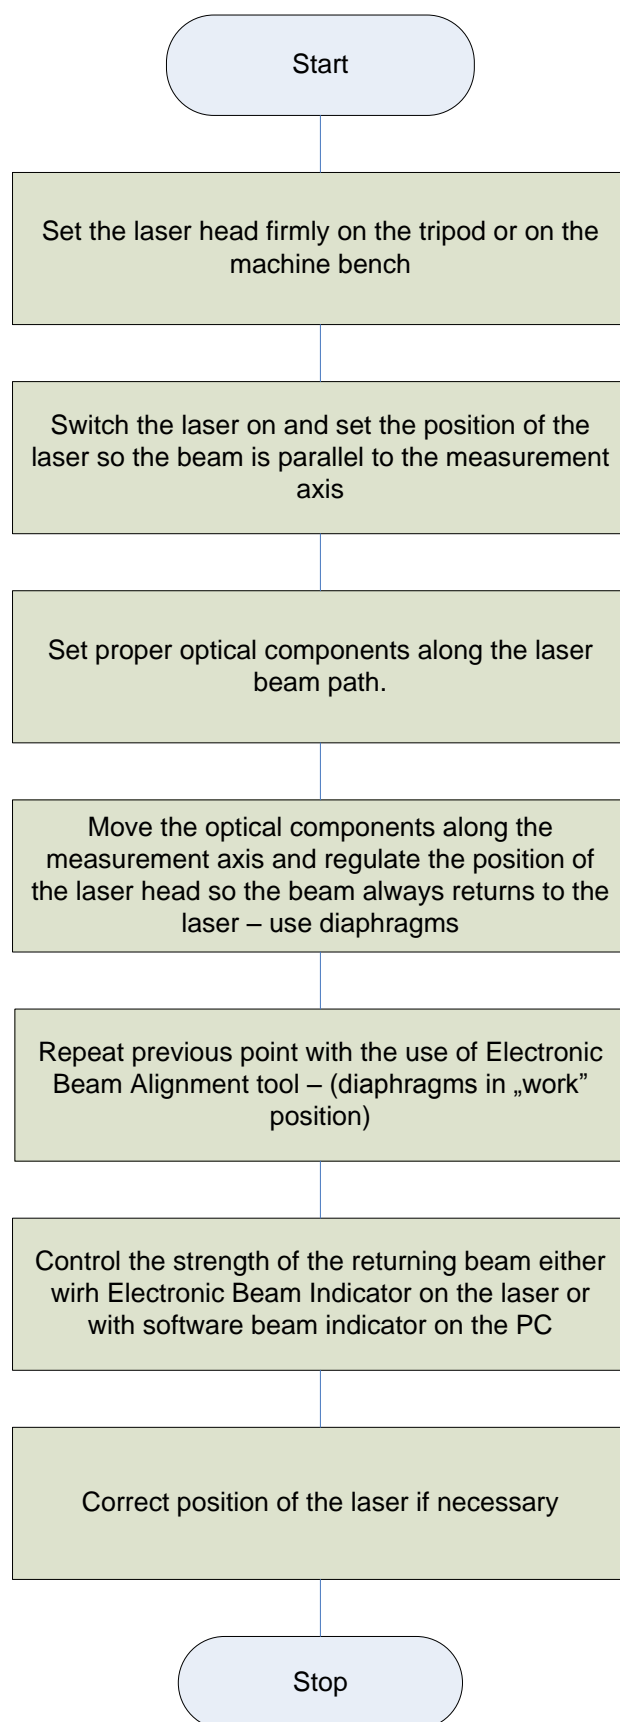 Start
Set the laser head firmly on the tripod or on the
machine bench
Switch the laser on and set the position of the
laser so the beam is parallel to the measurement
axis
Set proper optical components along the laser
beam path.
Move the optical components along the
measurement axis and regulate the position of
the laser head so the beam always returns to the
laser – use diaphragms
Repeat previous point with the use of Electronic
Beam Alignment tool – (diaphragms in „work”
position)
Control the strength of the returning beam either
wirh Electronic Beam Indicator on the laser or
with software beam indicator on the PC
Correct position of the laser if necessary
Stop